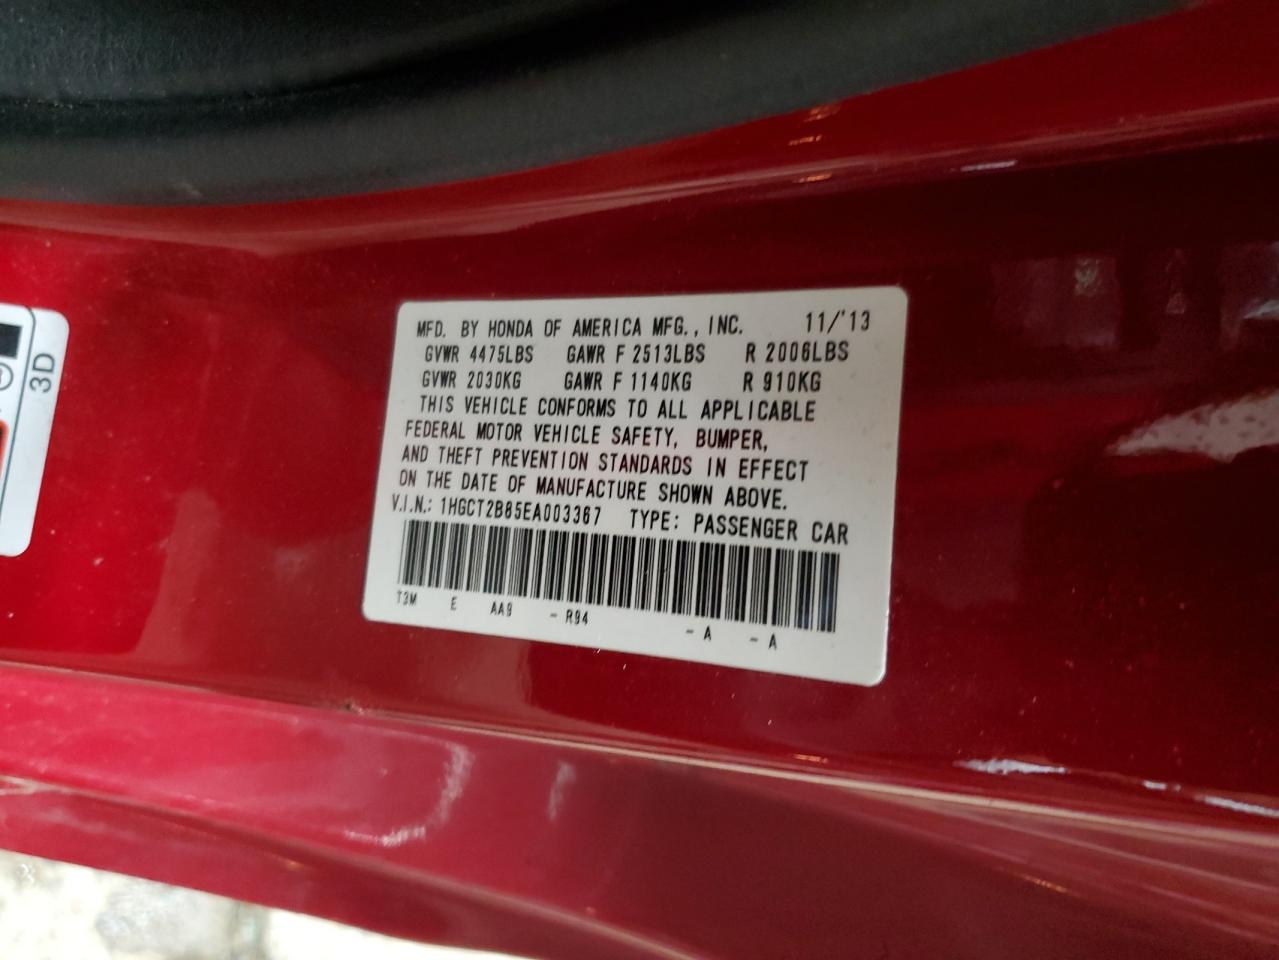 MFD. BY HONDA OF AMERICA MFG., INC. 11/'13
GVWR 4475LBS GAWR F 2513LBS R 2006LBS
GVWR 2030KG GAWR F 1140KG R 910KG
THIS VEHICLE CONFORMS TO ALL APPLICABLE
FEDERAL MOTOR VEHICLE SAFETY, BUMPER,
AND THEFT PREVENTION STANDARDS IN EFFECT
ON THE DATE OF MANUFACTURE SHOWN ABOVE.
V.I.N.: 1HGCT2B85EA003367 TYPE: PASSENGER CAR
T3M E AA9 - R94 - A - A
3D